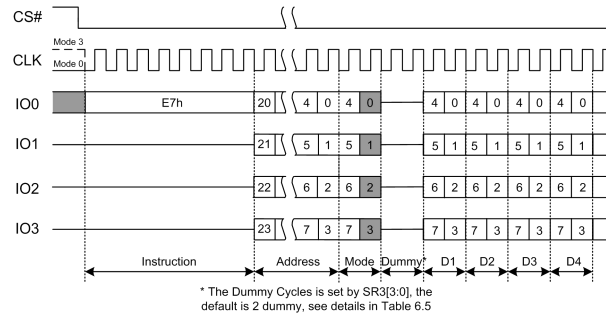 CS#
Mode 3
CLK
Mode 0
IO0 E7h 20 4 0 4 0 4 0 4 0 4 0 4 0
IO1 21 5 1 5 1 5 1 5 1 5 1 5 1
IO2 22 6 2 6 2 6 2 6 2 6 2 6 2
IO3 23 7 3 7 3 7 3 7 3 7 3 7 3
Instruction Address Mode Dummy* D1 D2 D3 D4
* The Dummy Cycles is set by SR3[3:0], the
default is 2 dummy, see details in Table 6.5